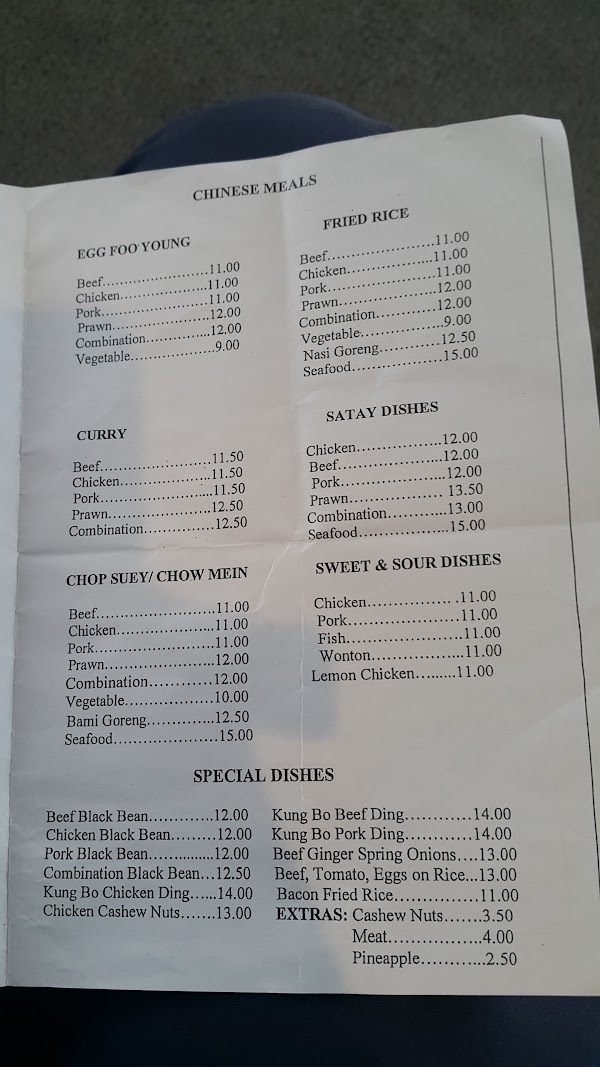 CHINESE MEALS
EGG FOO YOUNG
Beef........................11.00
Chicken....................11.00
Pork.........................11.00
Prawn......................12.00
Combination...............12.00
Vegetable..................9.00
FRIED RICE
Beef........................11.00
Chicken....................11.00
Pork.........................11.00
Prawn......................12.00
Combination...............12.00
Vegetable..................9.00
Nasi Goreng.............12.50
Seafood....................15.00
CURRY
Beef........................11.50
Chicken....................11.50
Pork.........................11.50
Prawn......................12.50
Combination...............12.50
SATAY DISHES
Chicken....................12.00
Beef........................12.00
Pork.........................12.00
Prawn...................... 13.50
Combination...............13.00
Seafood....................15.00
CHOP SUEY/ CHOW MEIN
Beef........................11.00
Chicken....................11.00
Pork.........................11.00
Prawn......................12.00
Combination...............12.00
Vegetable..................10.00
Bami Goreng.............12.50
Seafood....................15.00
SWEET & SOUR DISHES
Chicken................. .11.00
Pork.........................11.00
Fish.........................11.00
Wonton....................11.00
Lemon Chicken.........11.00
SPECIAL DISHES
Beef Black Bean.............12.00
Chicken Black Bean.........12.00
Pork Black Bean..............12.00
Combination Black Bean...12.50
Kung Bo Chicken Ding......14.00
Chicken Cashew Nuts.......13.00
Kung Bo Beef Ding............14.00
Kung Bo Pork Ding............14.00
Beef Ginger Spring Onions....13.00
Beef, Tomato, Eggs on Rice...13.00
Bacon Fried Rice...............11.00
EXTRAS: Cashew Nuts.......3.50
Meat.................4.00
Pineapple............2.50